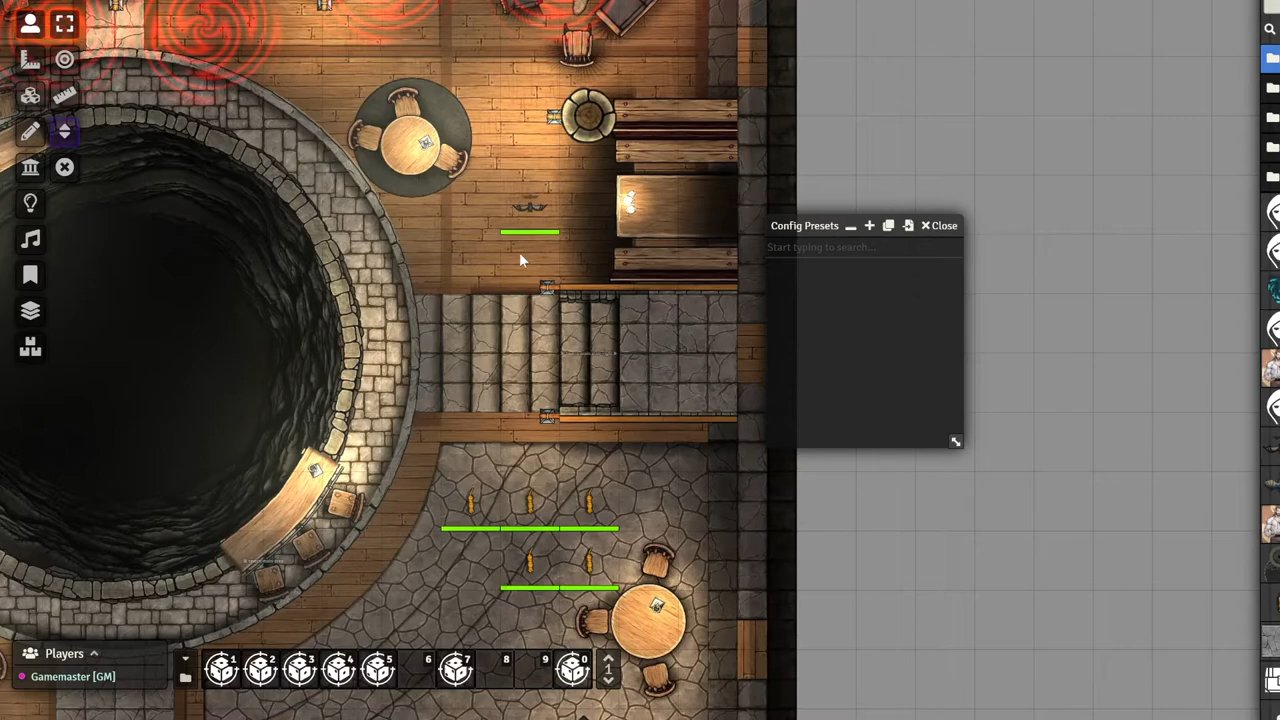 Config Presets
Close
Start typing to search...
Players
Gamemaster [GM]
1 2 3 4 5 6 7 8 9 0
1